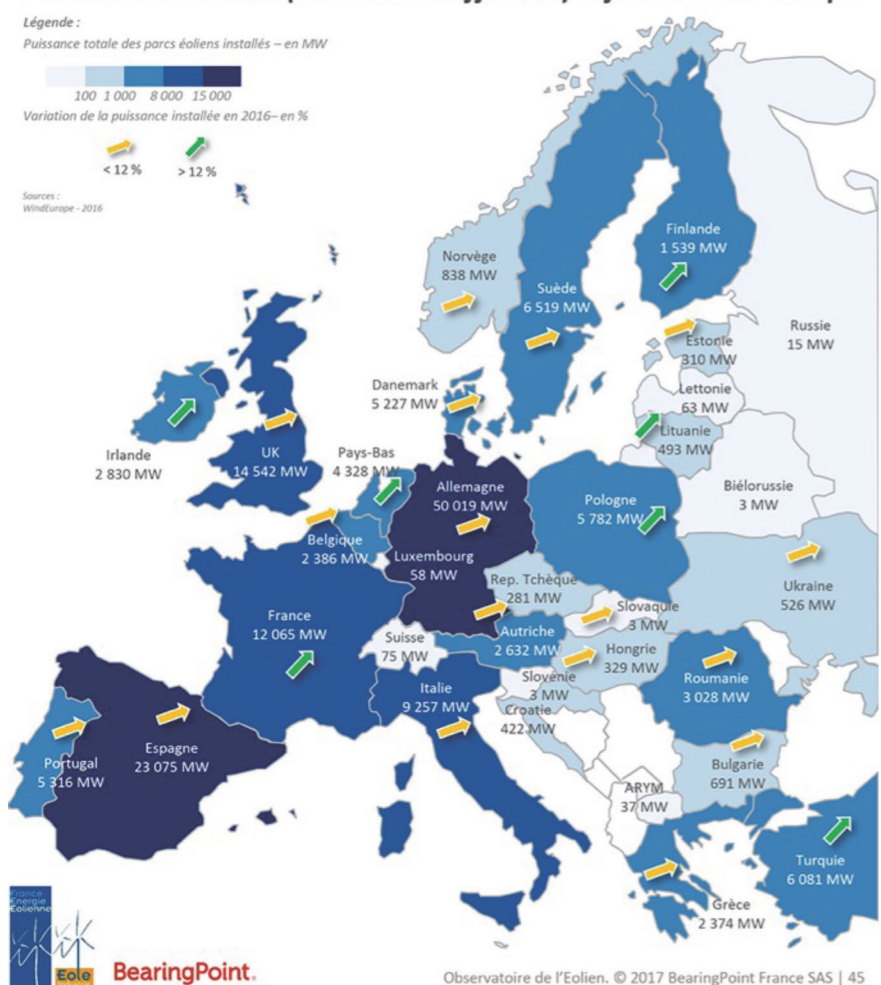 Légende :
Puissance totale des parcs éoliens installés – en MW
100 1 000 8 000 15 000
Variation de la puissance installée en 2016– en %
< 12 %
> 12 %
Sources :
WindEurope - 2016
Finlande
1 539 MW
Norvège
838 MW
Suède
6 519 MW
Russie
15 MW
Estonie
310 MW
Danemark
5 227 MW
Lettonie
63 MW
Lituanie
493 MW
Irlande
2 830 MW
UK
14 542 MW
Pays-Bas
4 328 MW
Allemagne
50 019 MW
Pologne
5 782 MW
Biélorussie
3 MW
Belgique
2 386 MW
Luxembourg
58 MW
Rep. Tchèque
281 MW
Ukraine
526 MW
Slovaquie
3 MW
France
12 065 MW
Suisse
75 MW
Autriche
2 632 MW
Hongrie
329 MW
Slovénie
3 MW
Roumanie
3 028 MW
Italie
9 257 MW
Croatie
422 MW
Portugal
5 316 MW
Espagne
23 075 MW
Bulgarie
691 MW
ARYM
37 MW
Turquie
6 081 MW
Grèce
2 374 MW
France
Energie
Eolienne
Eole
BearingPoint.
Observatoire de l'Eolien. © 2017 BearingPoint France SAS | 45